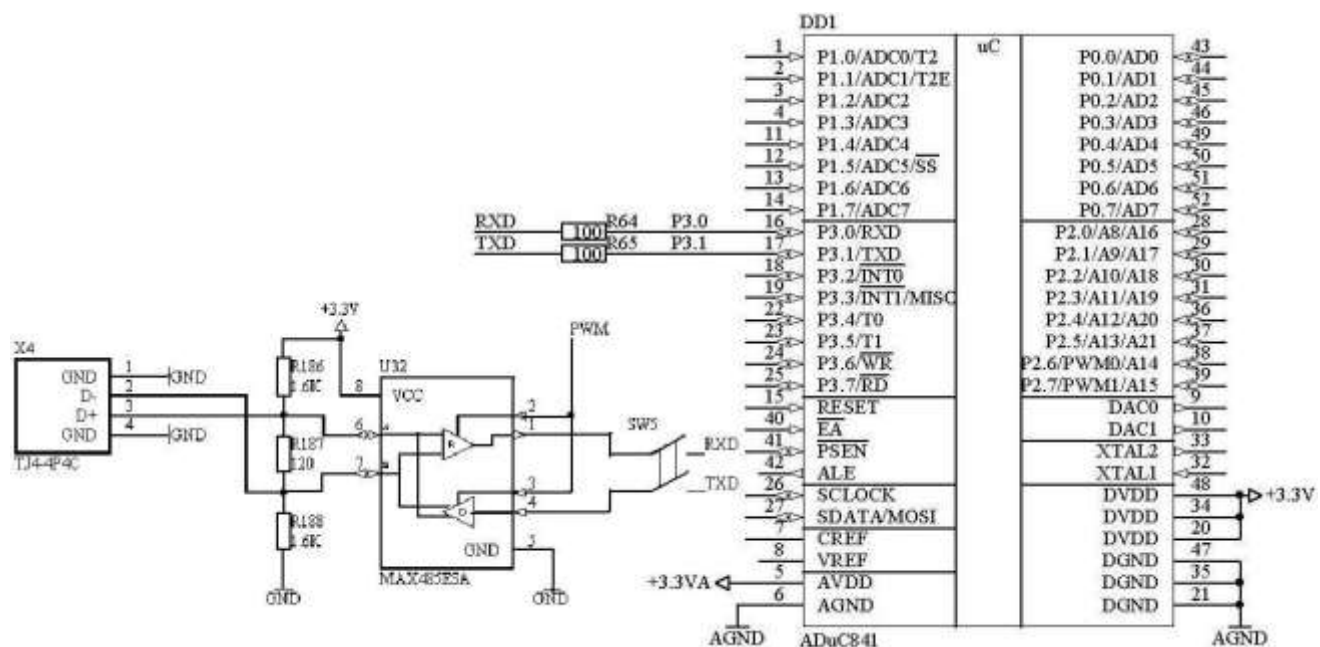 DD1
uC
1 P1.0/ADC0/T2
2 P1.1/ADC1/T2E
3 P1.2/ADC2
4 P1.3/ADC3
11 P1.4/ADC4
12 P1.5/ADC5/SS
13 P1.6/ADC6
14 P1.7/ADC7
RXD 100 R64 P3.0 16 P3.0/RXD
TXD 100 R65 P3.1 17 P3.1/TXD
18 P3.2/INT0
19 P3.3/INT1/MISC
22 P3.4/T0
23 P3.5/T1
24 P3.6/WR
25 P3.7/RD
15 RESET
40 EA
41 PSEN
42 ALE
26 SCLOCK
27 SDATA/MOSI
7 CREF
8 VREF
+3.3VA 5 AVDD
6 AGND
AGND
ADuC841
P0.0/AD0 43
P0.1/AD1 44
P0.2/AD2 45
P0.3/AD3 46
P0.4/AD4 49
P0.5/AD5 50
P0.6/AD6 51
P0.7/AD7 52
P2.0/A8/A16 28
P2.1/A9/A17 29
P2.2/A10/A18 30
P2.3/A11/A19 31
P2.4/A12/A20 36
P2.5/A13/A21 37
P2.6/PWM0/A14 38
P2.7/PWM1/A15 39
DAC0 9
DAC1 10
XTAL2 33
XTAL1 32
DVDD 48 +3.3V
DVDD 34
DVDD 20
DGND 47
DGND 35
DGND 21
AGND
X4
GND 1 GND
D- 2
D+ 3
GND 4 GND
TJ4-4P4C
+3.3V
R186
1.6K
R187
120
R188
1.6K
GND
U32
8 VCC
6
7
R
D
2
1
3
4
GND 5
MAX485ESA
GND
PWM
SW5
RXD
TXD